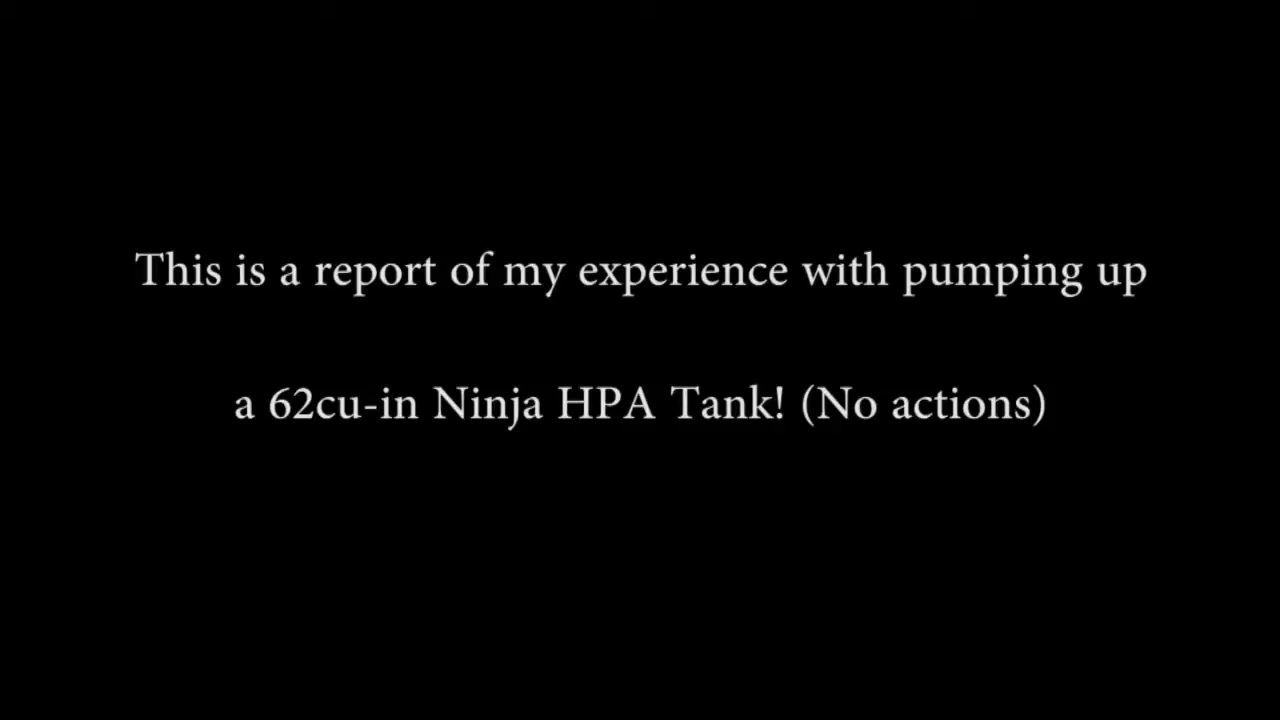 This is a report of my experience with pumping up
a 62cu-in Ninja HPA Tank! (No actions)